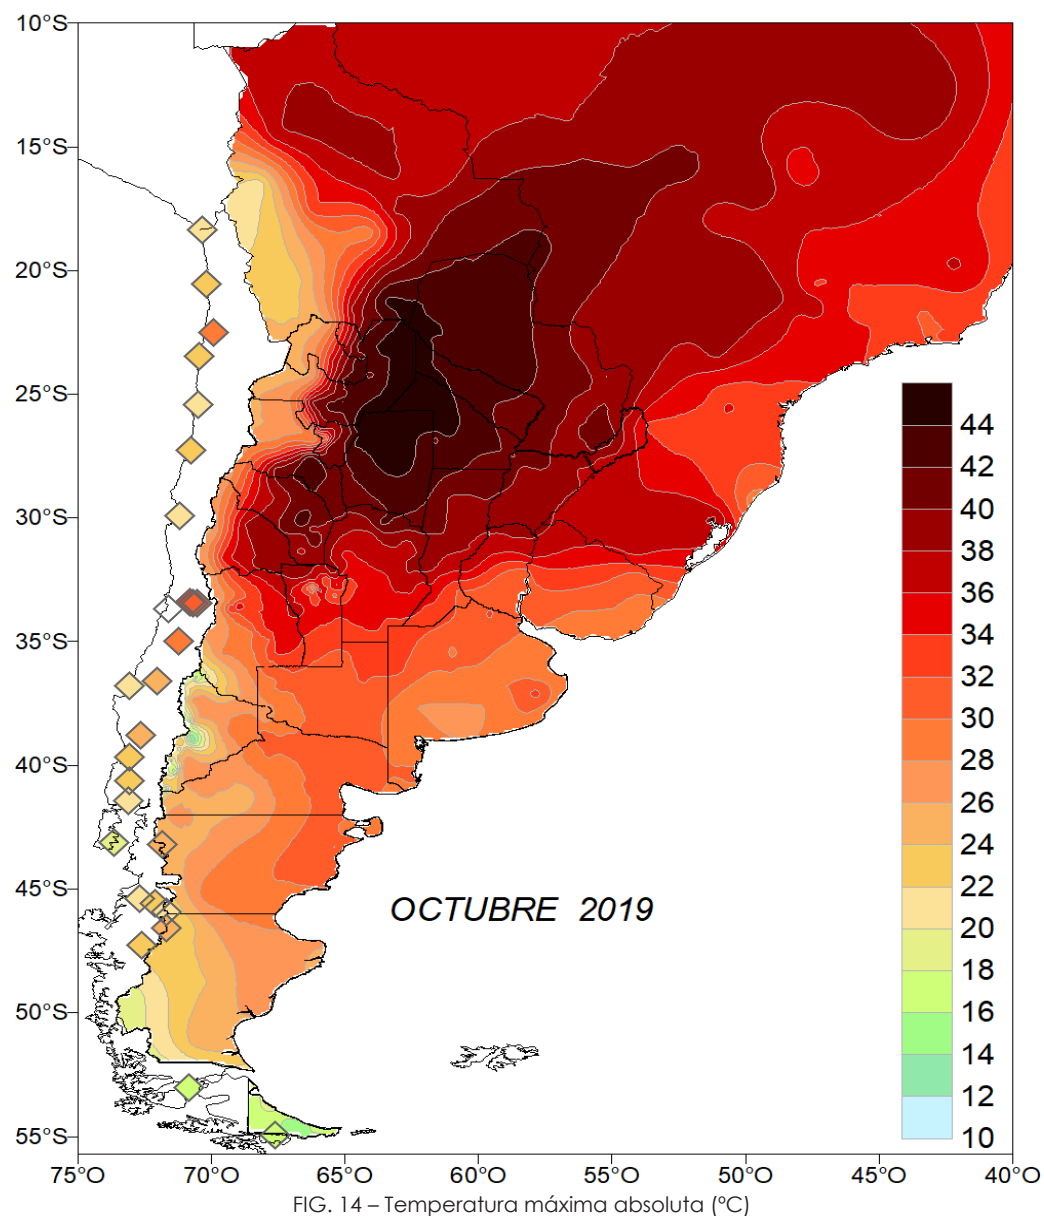 10°S
15°S
20°S
25°S
30°S
35°S
40°S
45°S
50°S
55°S
44
42
40
38
36
34
32
30
28
26
24
22
20
18
16
14
12
10
OCTUBRE 2019
75°O 70°O 65°O 60°O 55°O 50°O 45°O 40°O
FIG. 14 – Temperatura máxima absoluta (ºC)